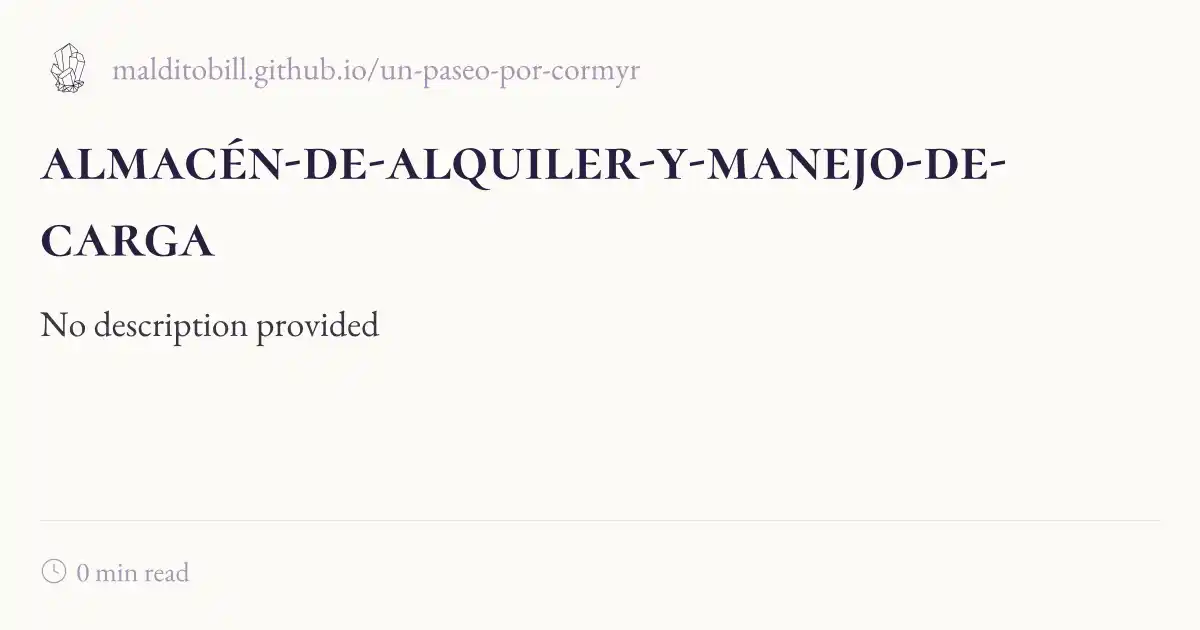 malditobill.github.io/un-paseo-por-cormyr
ALMACÉN-DE-ALQUILER-Y-MANEJO-DE-
CARGA
No description provided
0 min read